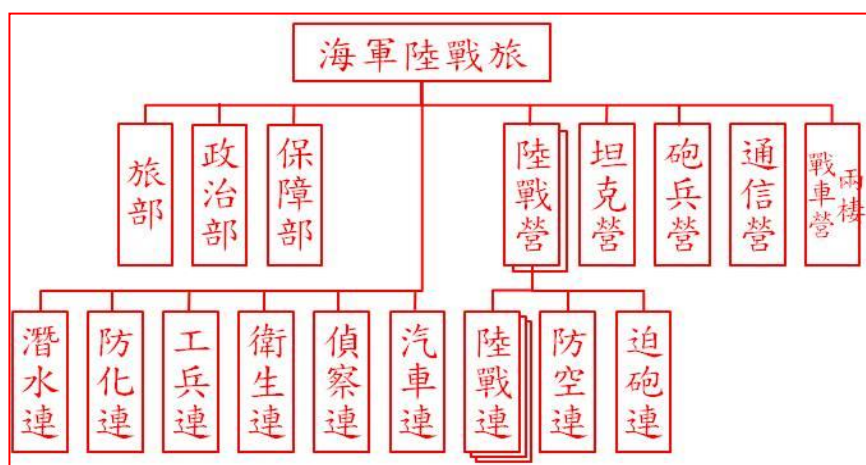 海軍陸戰旅
旅部
政治部
保障部
陸戰營
坦克營
砲兵營
通信營
兩棲
戰車營
潛水連
防化連
工兵連
衛生連
偵察連
汽車連
陸戰連
防空連
迫砲連